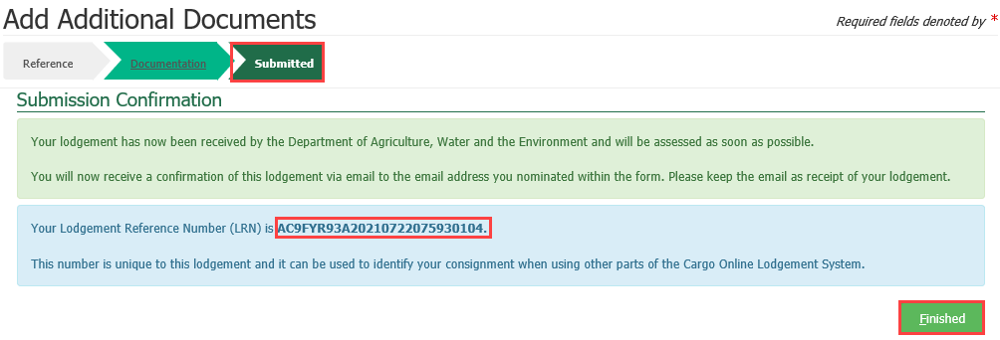 Add Additional Documents
Required fields denoted by *
Reference
Documentation
Submitted
Submission Confirmation
Your lodgement has now been received by the Department of Agriculture, Water and the Environment and will be assessed as soon as possible.
You will now receive a confirmation of this lodgement via email to the email address you nominated within the form. Please keep the email as receipt of your lodgement.
Your Lodgement Reference Number (LRN) is AC9FYR93A20210722075930104.
This number is unique to this lodgement and it can be used to identify your consignment when using other parts of the Cargo Online Lodgement System.
Finished